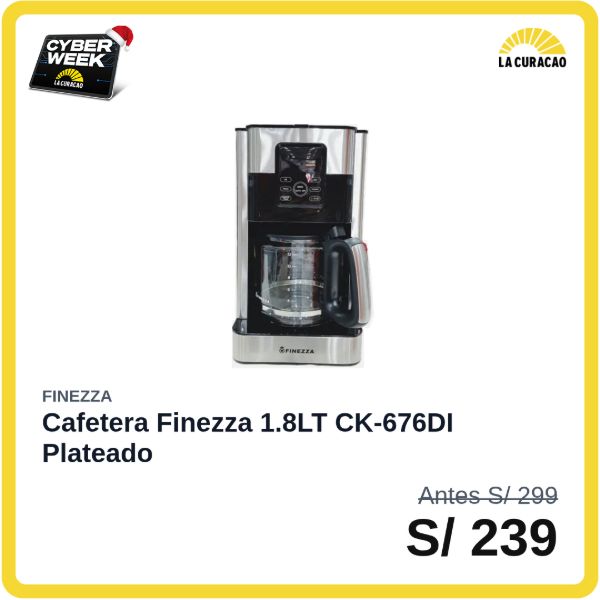 CYBER
WEEK
LA CURACAO
LA CURACAO
FINEZZA
FINEZZA
Cafetera Finezza 1.8LT CK-676DI
Plateado
Antes S/ 299
S/ 239